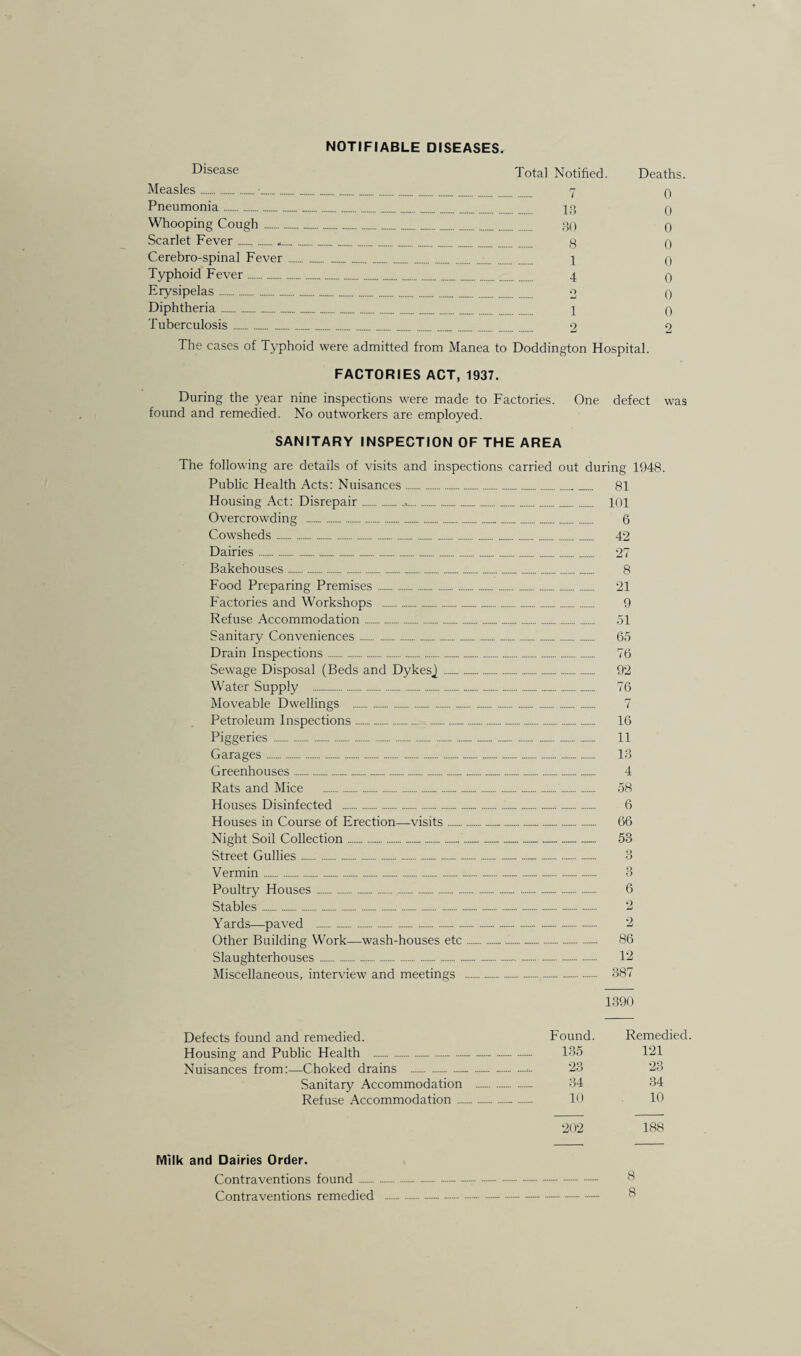 NOTIFIABLE DISEASES.
Disease Total Notified. Deaths.
Measles 7 0
Pneumonia 13 0
Whooping Cough 30 0
Scarlet Fever 8 0
Cerebro-spinal Fever 1 0
Typhoid Fever 4 0
Erysipelas 2 0
Diphtheria 1 0
Tuberculosis 2 2
The cases of Typhoid were admitted from Manea to Doddington Hospital.
FACTORIES ACT, 1937.
During the year nine inspections were made to Factories. One defect was
found and remedied. No outworkers are employed.
SANITARY INSPECTION OF THE AREA
The following are details of visits and inspections carried out during 1948.
Public Health Acts: Nuisances 81
Housing Act: Disrepair 101
Overcrowding 6
Cowsheds 42
Dairies 27
Bakehouses 8
Food Preparing Premises 21
Factories and Workshops 9
Refuse Accommodation 51
Sanitary Conveniences 65
Drain Inspections 76
Sewage Disposal (Beds and Dykes) 92
Water Supply 76
Moveable Dwellings 7
Petroleum Inspections 16
Piggeries 11
Garages 13
Greenhouses 4
Rats and Mice 58
Houses Disinfected 6
Houses in Course of Erection—visits 66
Night Soil Collection 53
Street Gullies 3
Vermin 3
Poultry Houses 6
Stables 2
Yards—paved 2
Other Building Work—wash-houses etc 86
Slaughterhouses 12
Miscellaneous, interview and meetings 387
1390
Defects found and remedied. Found. Remedied.
Housing and Public Health 135 121
Nuisances from:—Choked drains 23 23
Sanitary Accommodation 34 34
Refuse Accommodation 10 10
202 188
Milk and Dairies Order.
Contraventions found 8
Contraventions remedied 8